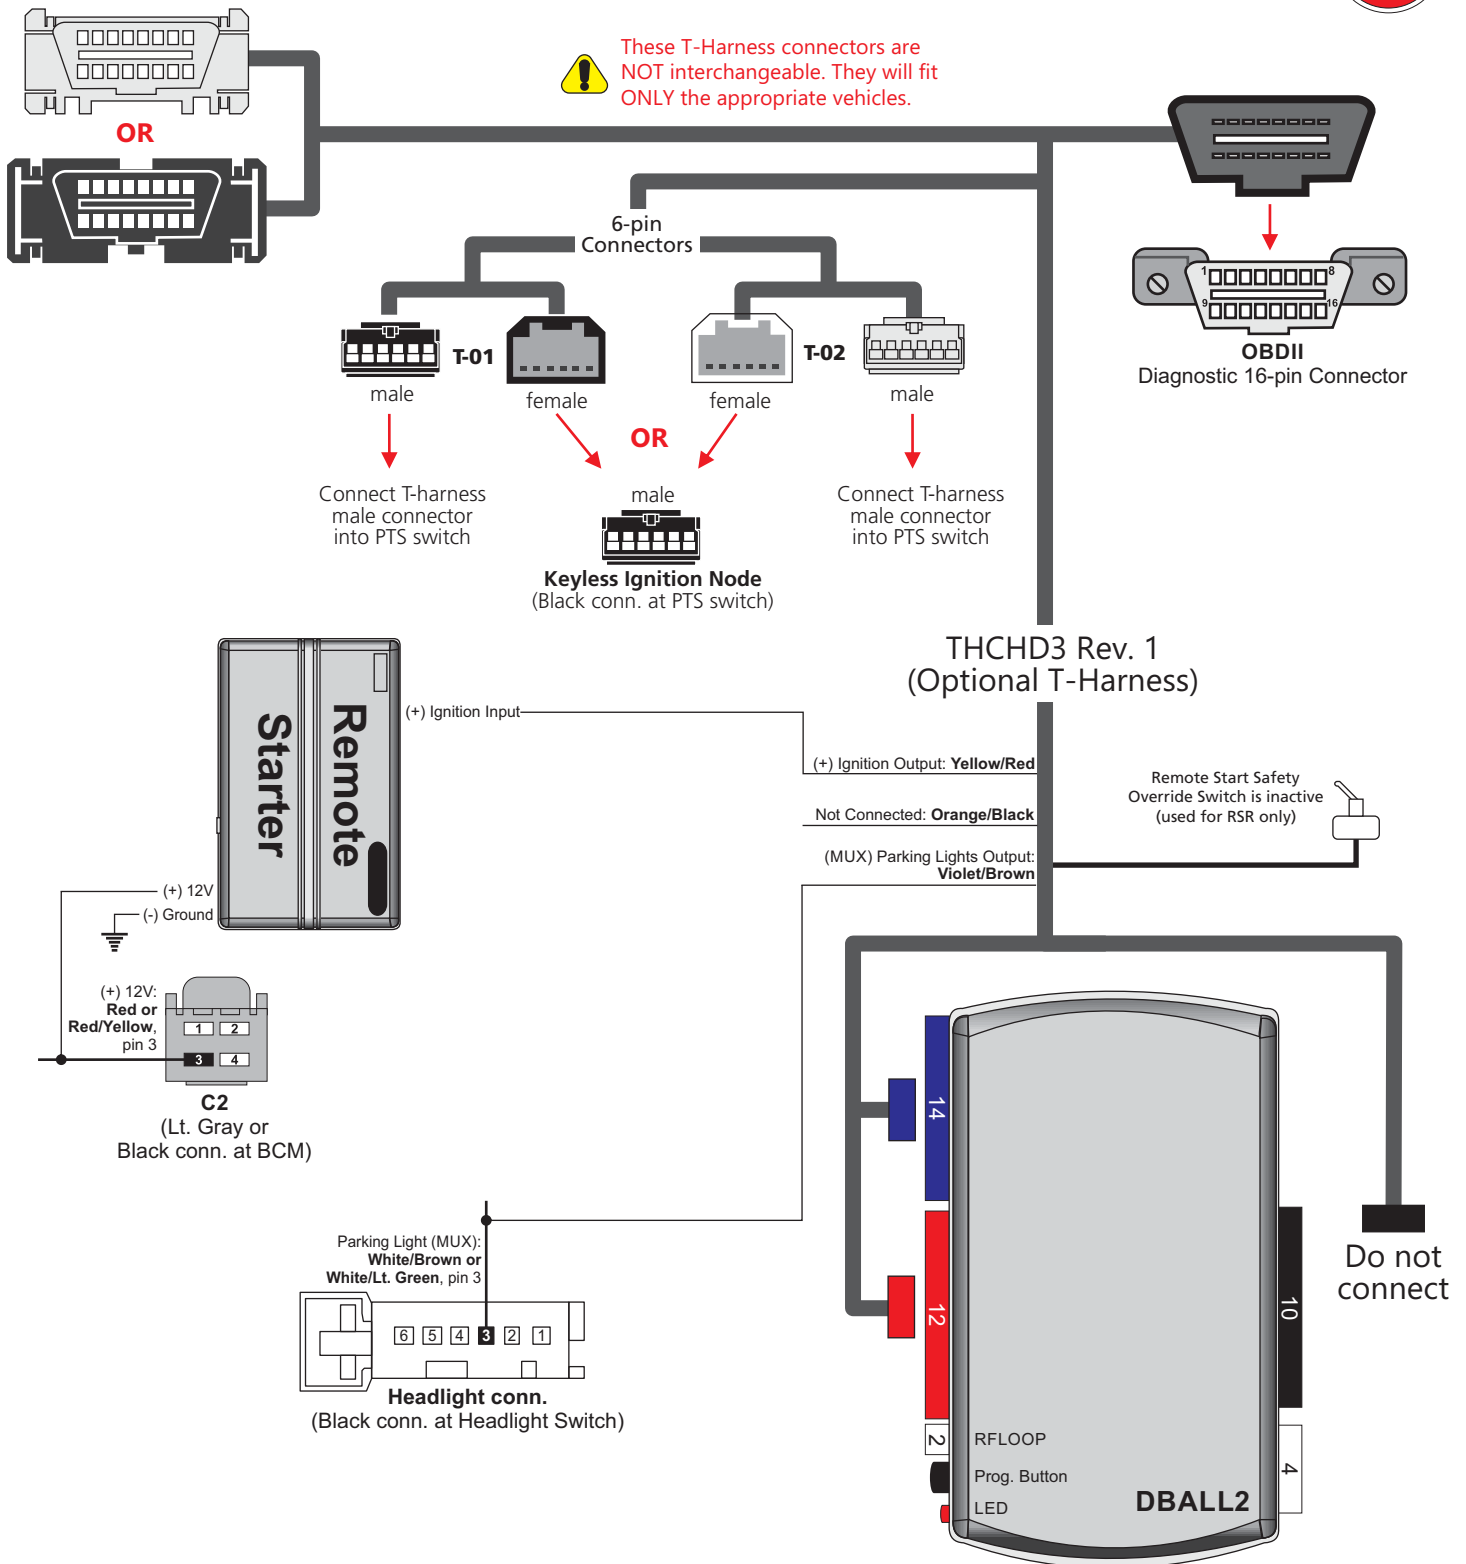 These T-Harness connectors are
NOT interchangeable. They will fit
ONLY the appropriate vehicles.
OR
6-pin
Connectors
T-01
T-02
male
female
female
male
OR
Connect T-harness
male connector
into PTS switch
male
Keyless Ignition Node
(Black conn. at PTS switch)
Connect T-harness
male connector
into PTS switch
1
8
9
16
OBDII
Diagnostic 16-pin Connector
THCHD3 Rev. 1
(Optional T-Harness)
Remote
Starter
(+) Ignition Input
(+) Ignition Output: Yellow/Red
Not Connected: Orange/Black
(MUX) Parking Lights Output:
Violet/Brown
Remote Start Safety
Override Switch is inactive
(used for RSR only)
(+) 12V
(-) Ground
(+) 12V:
Red or
Red/Yellow,
pin 3
1 2
3 4
C2
(Lt. Gray or
Black conn. at BCM)
Parking Light (MUX):
White/Brown or
White/Lt. Green, pin 3
6 5 4 3 2 1
Headlight conn.
(Black conn. at Headlight Switch)
14
12
2
10
4
RFLOOP
Prog. Button
LED
DBALL2
Do not
connect